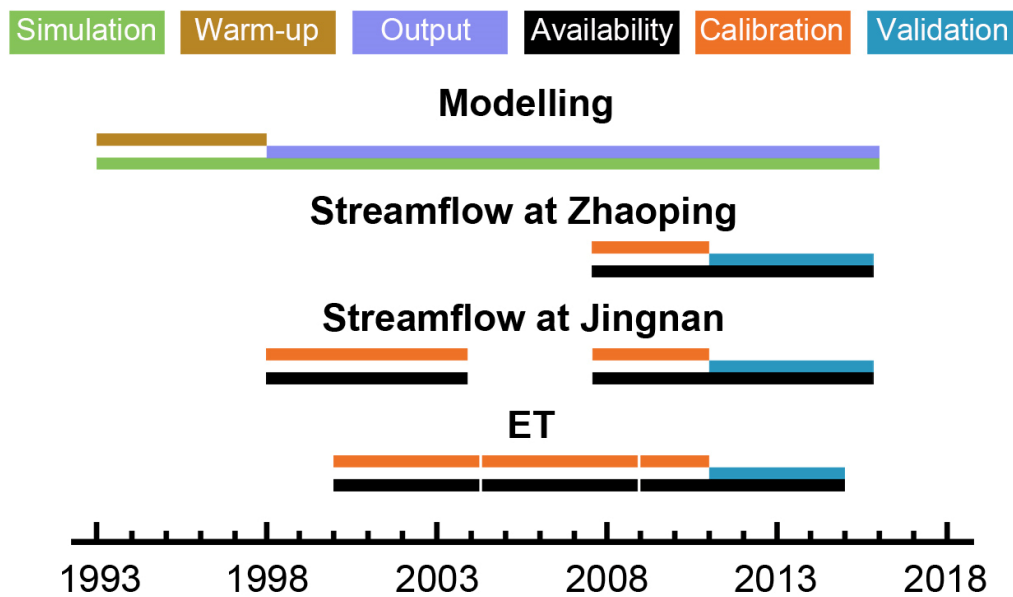 Simulation Warm-up Output Availability Calibration Validation
Modelling
Streamflow at Zhaoping
Streamflow at Jingnan
ET
1993 1998 2003 2008 2013 2018